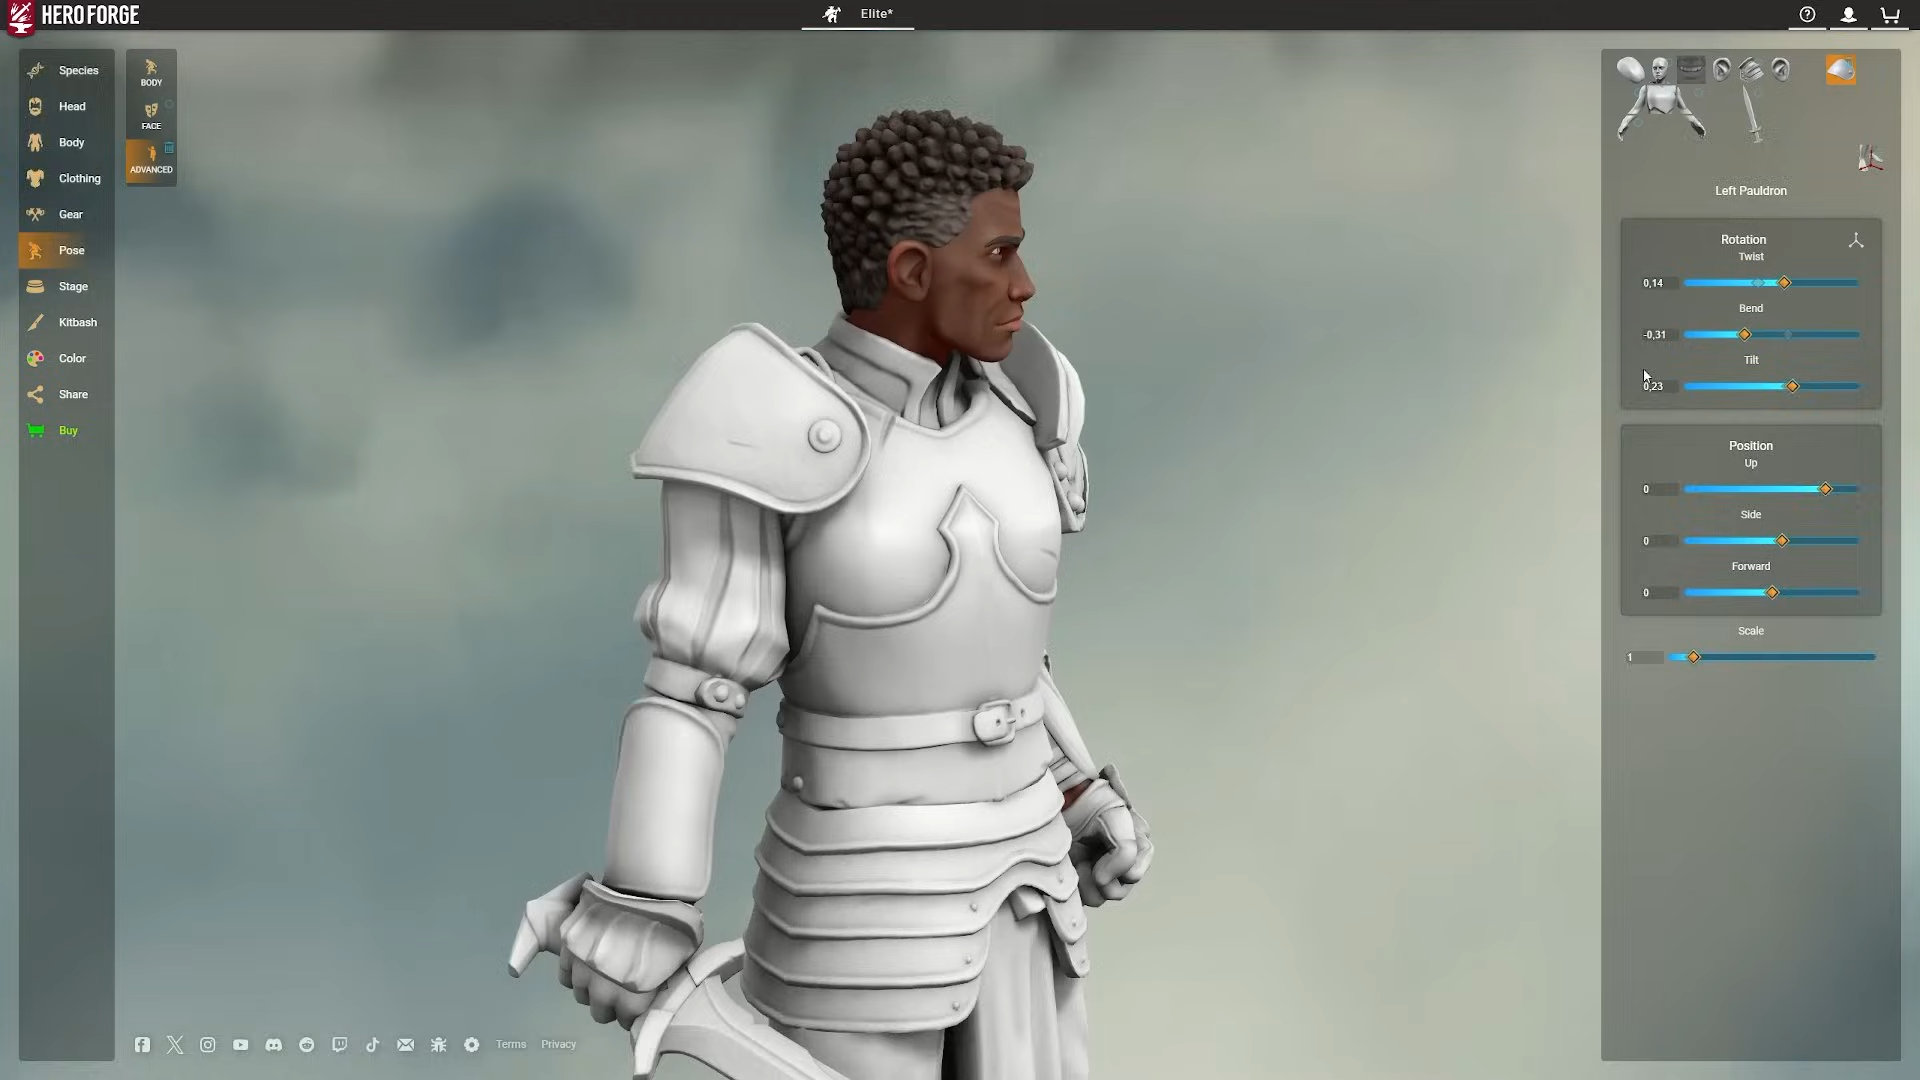 HERO FORGE
Elite*
Species
Head
Body
Clothing
Gear
Pose
Stage
Kitbash
Color
Share
Buy
BODY
FACE
ADVANCED
Left Pauldron
Rotation
Twist
0,14
Bend
-0,31
Tilt
0,23
Position
Up
0
Side
0
Forward
0
Scale
1
Terms
Privacy